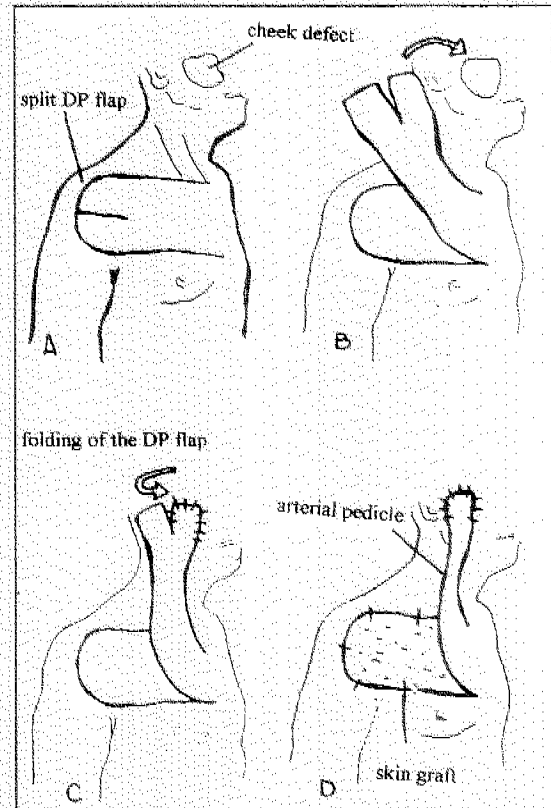 cheek defect
split DP flap
A
B
folding of the DP flap
arterial pedicle
C
D
skin graft